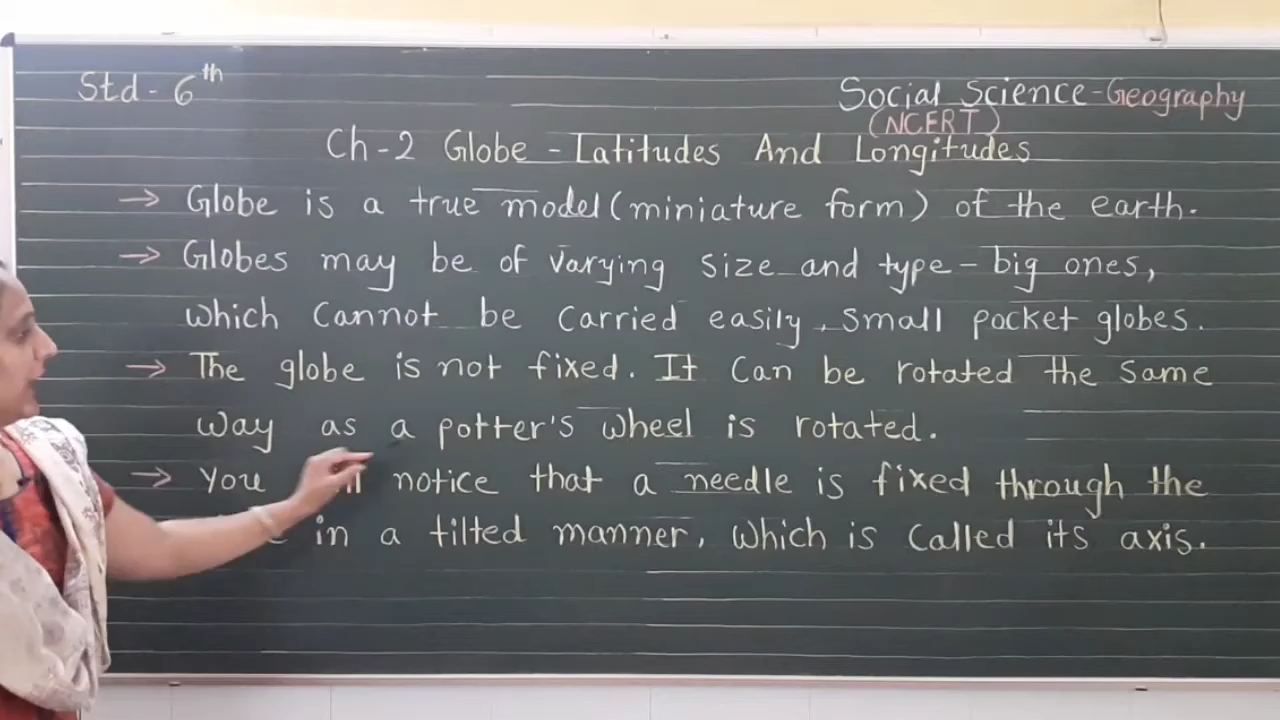 Std - 6th
Social Science - Geography
(NCERT)
Ch - 2 Globe - Latitudes And Longitudes
→ Globe is a true model (miniature form) of the earth.
→ Globes may be of varying size and type - big ones,
which cannot be carried easily, small pocket globes.
→ The globe is not fixed. It can be rotated the same
way as a potter's wheel is rotated.
→ You notice that a needle is fixed through the
in a tilted manner, which is called its axis.